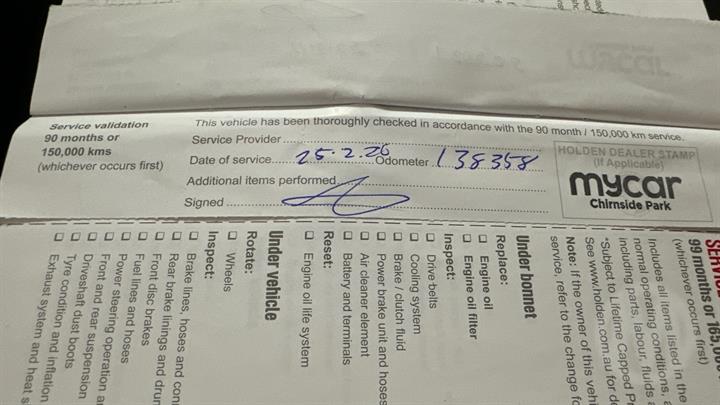 Service validation
90 months or
150,000 kms
(whichever occurs first)
This vehicle has been thoroughly checked in accordance with the 90 month / 150,000 km service.
Service Provider
Date of service 25.2.26 Odometer 138358
Additional items performed
Signed
HOLDEN DEALER STAMP
(If Applicable)
mycar
Chirnside Park
99 months or 165,00
(whichever occurs first)
Includes all items listed in the
normal operating conditions,
including parts, labour, fluids
*Subject to Lifetime Capped
See www.holden.com.au for
Note: If the owner of this
service, refer to the change
Under bonnet
Replace:
Engine oil
Engine oil filter
Inspect:
Drive-belts
Cooling system
Brake / clutch fluid
Power brake unit and hoses
Air cleaner element
Battery and terminals
Reset:
Engine oil life system
Under vehicle
Rotate:
Wheels
Inspect:
Brake lines, hoses and
Rear brake linings and
Front disc brakes
Fuel lines and hoses
Power steering operation
Front and rear suspension
Driveshaft dust boots
Tyre condition and inflation
Exhaust system and heat